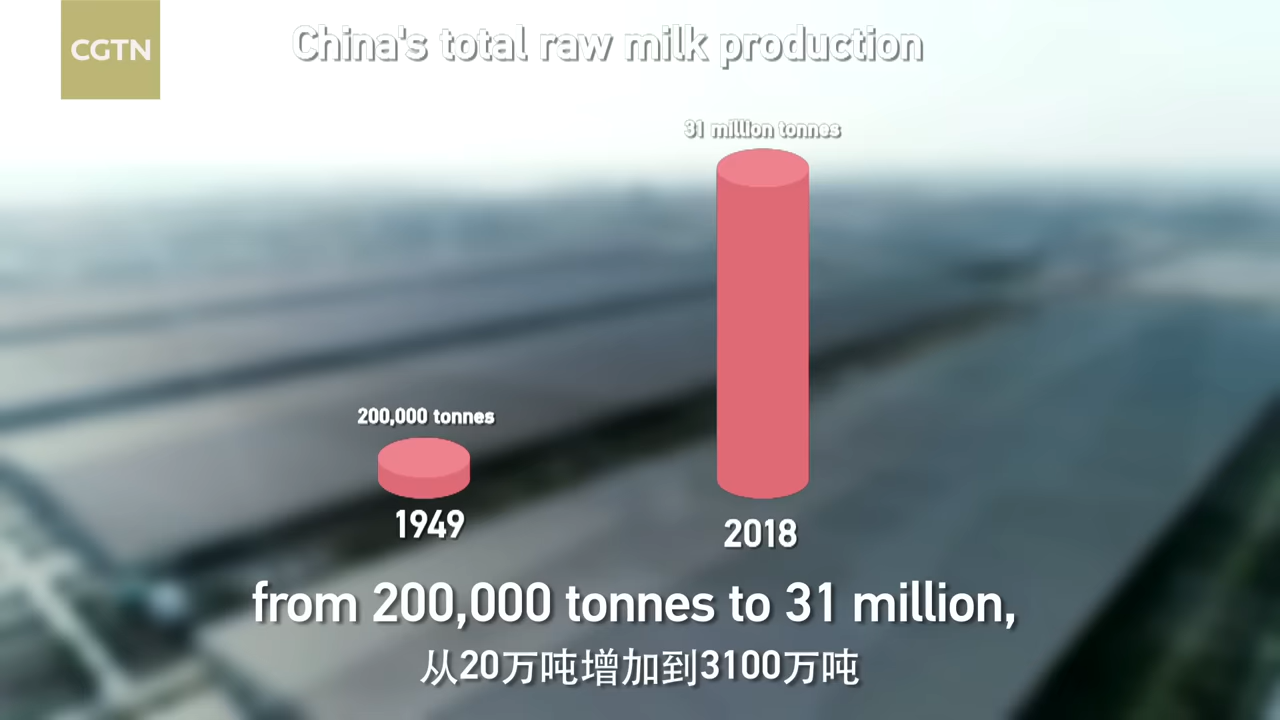 CGTN
China's total raw milk production
31 million tonnes
200,000 tonnes
1949
2018
from 200,000 tonnes to 31 million,
从20万吨增加到3100万吨